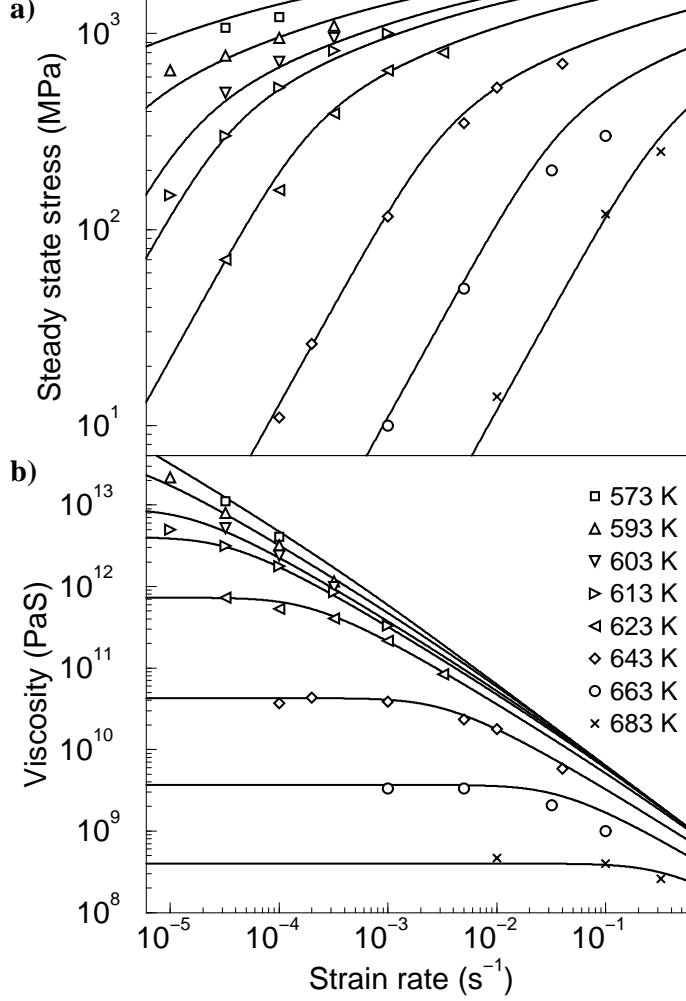 a)
10³
10²
10¹
Steady state stress (MPa)
b)
10¹³
10¹²
10¹¹
10¹⁰
10⁹
10⁸
Viscosity (PaS)
573 K
593 K
603 K
613 K
623 K
643 K
663 K
683 K
10⁻⁵ 10⁻⁴ 10⁻³ 10⁻² 10⁻¹
Strain rate (s⁻¹)